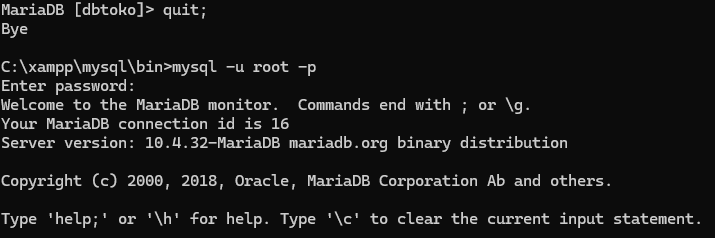 MariaDB [dbtoko]> quit;
Bye
C:\xampp\mysql\bin>mysql -u root -p
Enter password:
Welcome to the MariaDB monitor.  Commands end with ; or \g.
Your MariaDB connection id is 16
Server version: 10.4.32-MariaDB mariadb.org binary distribution
Copyright (c) 2000, 2018, Oracle, MariaDB Corporation Ab and others.
Type 'help;' or '\h' for help. Type '\c' to clear the current input statement.